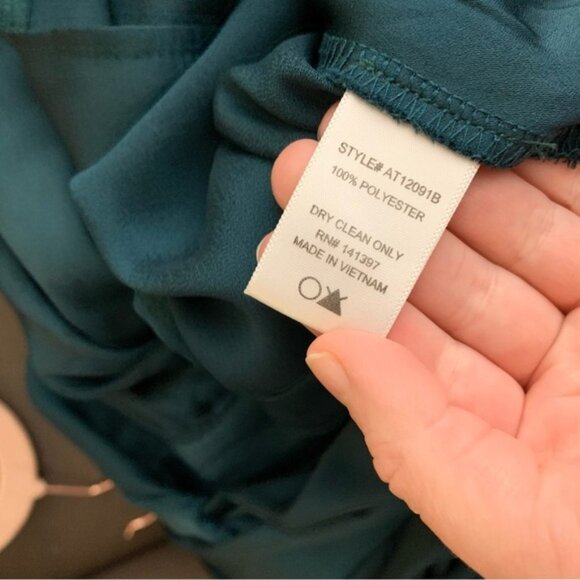 STYLE# AT12091B
100% POLYESTER
DRY CLEAN ONLY
RN# 141397
MADE IN VIETNAM